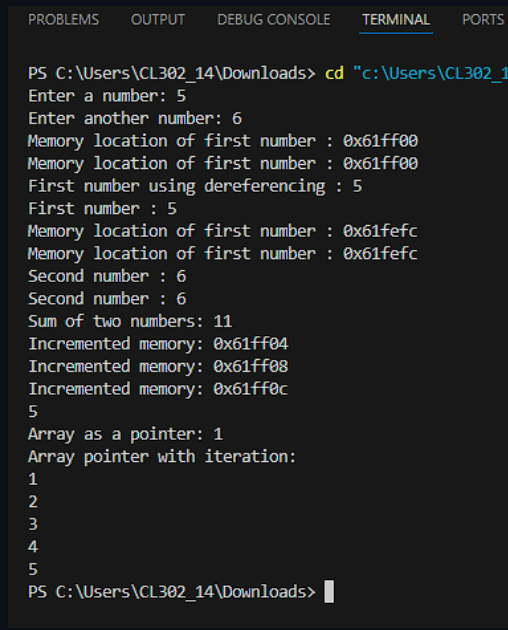 PROBLEMS OUTPUT DEBUG CONSOLE TERMINAL PORTS
PS C:\Users\CL302_14\Downloads> cd "c:\Users\CL302_1
Enter a number: 5
Enter another number: 6
Memory location of first number : 0x61ff00
Memory location of first number : 0x61ff00
First number using dereferencing : 5
First number : 5
Memory location of first number : 0x61fefc
Memory location of first number : 0x61fefc
Second number : 6
Second number : 6
Sum of two numbers: 11
Incremented memory: 0x61ff04
Incremented memory: 0x61ff08
Incremented memory: 0x61ff0c
5
Array as a pointer: 1
Array pointer with iteration:
1
2
3
4
5
PS C:\Users\CL302_14\Downloads>